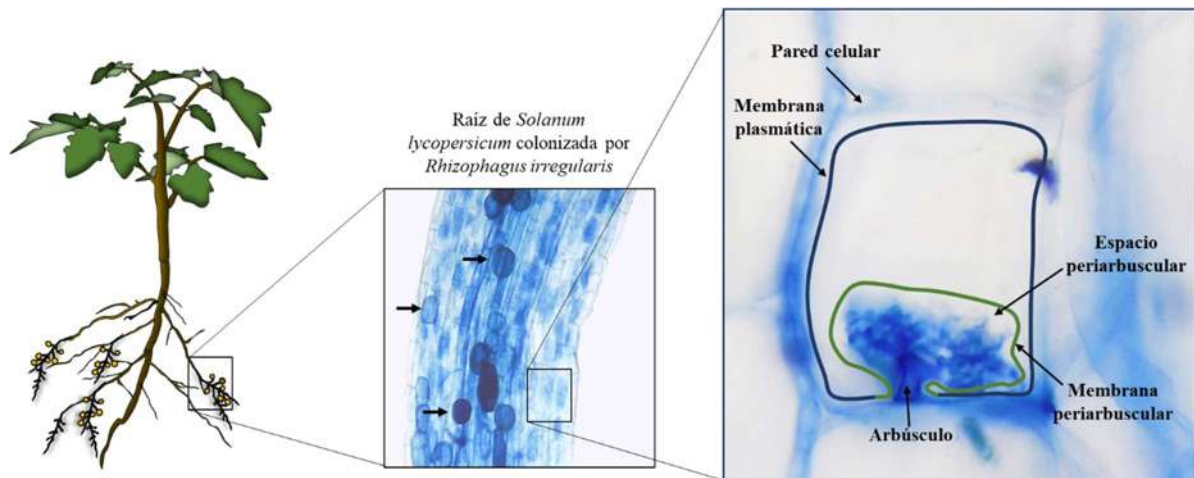 Raíz de Solanum
lycopersicum colonizada por
Rhizophagus irregularis
Pared celular
Membrana
plasmática
Espacio
periarbuscular
Membrana
periarbuscular
Arbúsculo